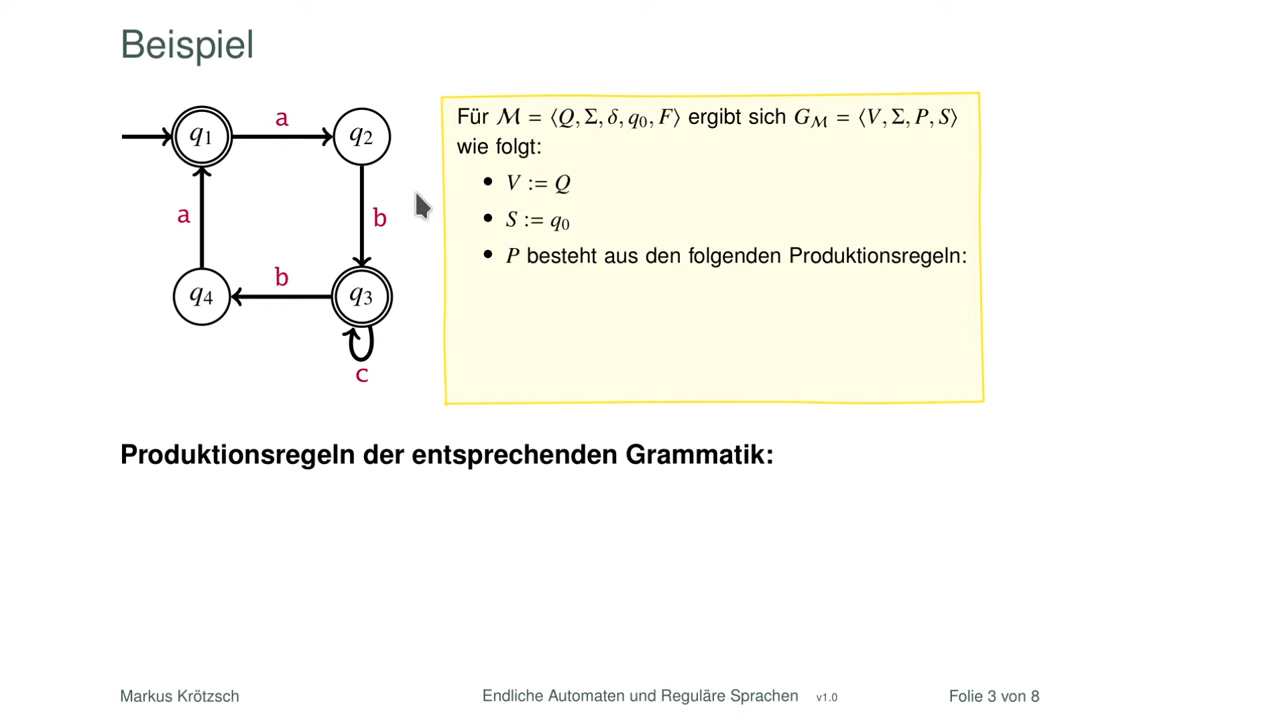 Beispiel
q1
a
q2
a
b
q4
b
q3
c
Für M = ⟨Q, Σ, δ, q0, F⟩ ergibt sich GM = ⟨V, Σ, P, S⟩
wie folgt:
• V := Q
• S := q0
• P besteht aus den folgenden Produktionsregeln:
Produktionsregeln der entsprechenden Grammatik:
Markus Krötzsch Endliche Automaten und Reguläre Sprachen v1.0 Folie 3 von 8